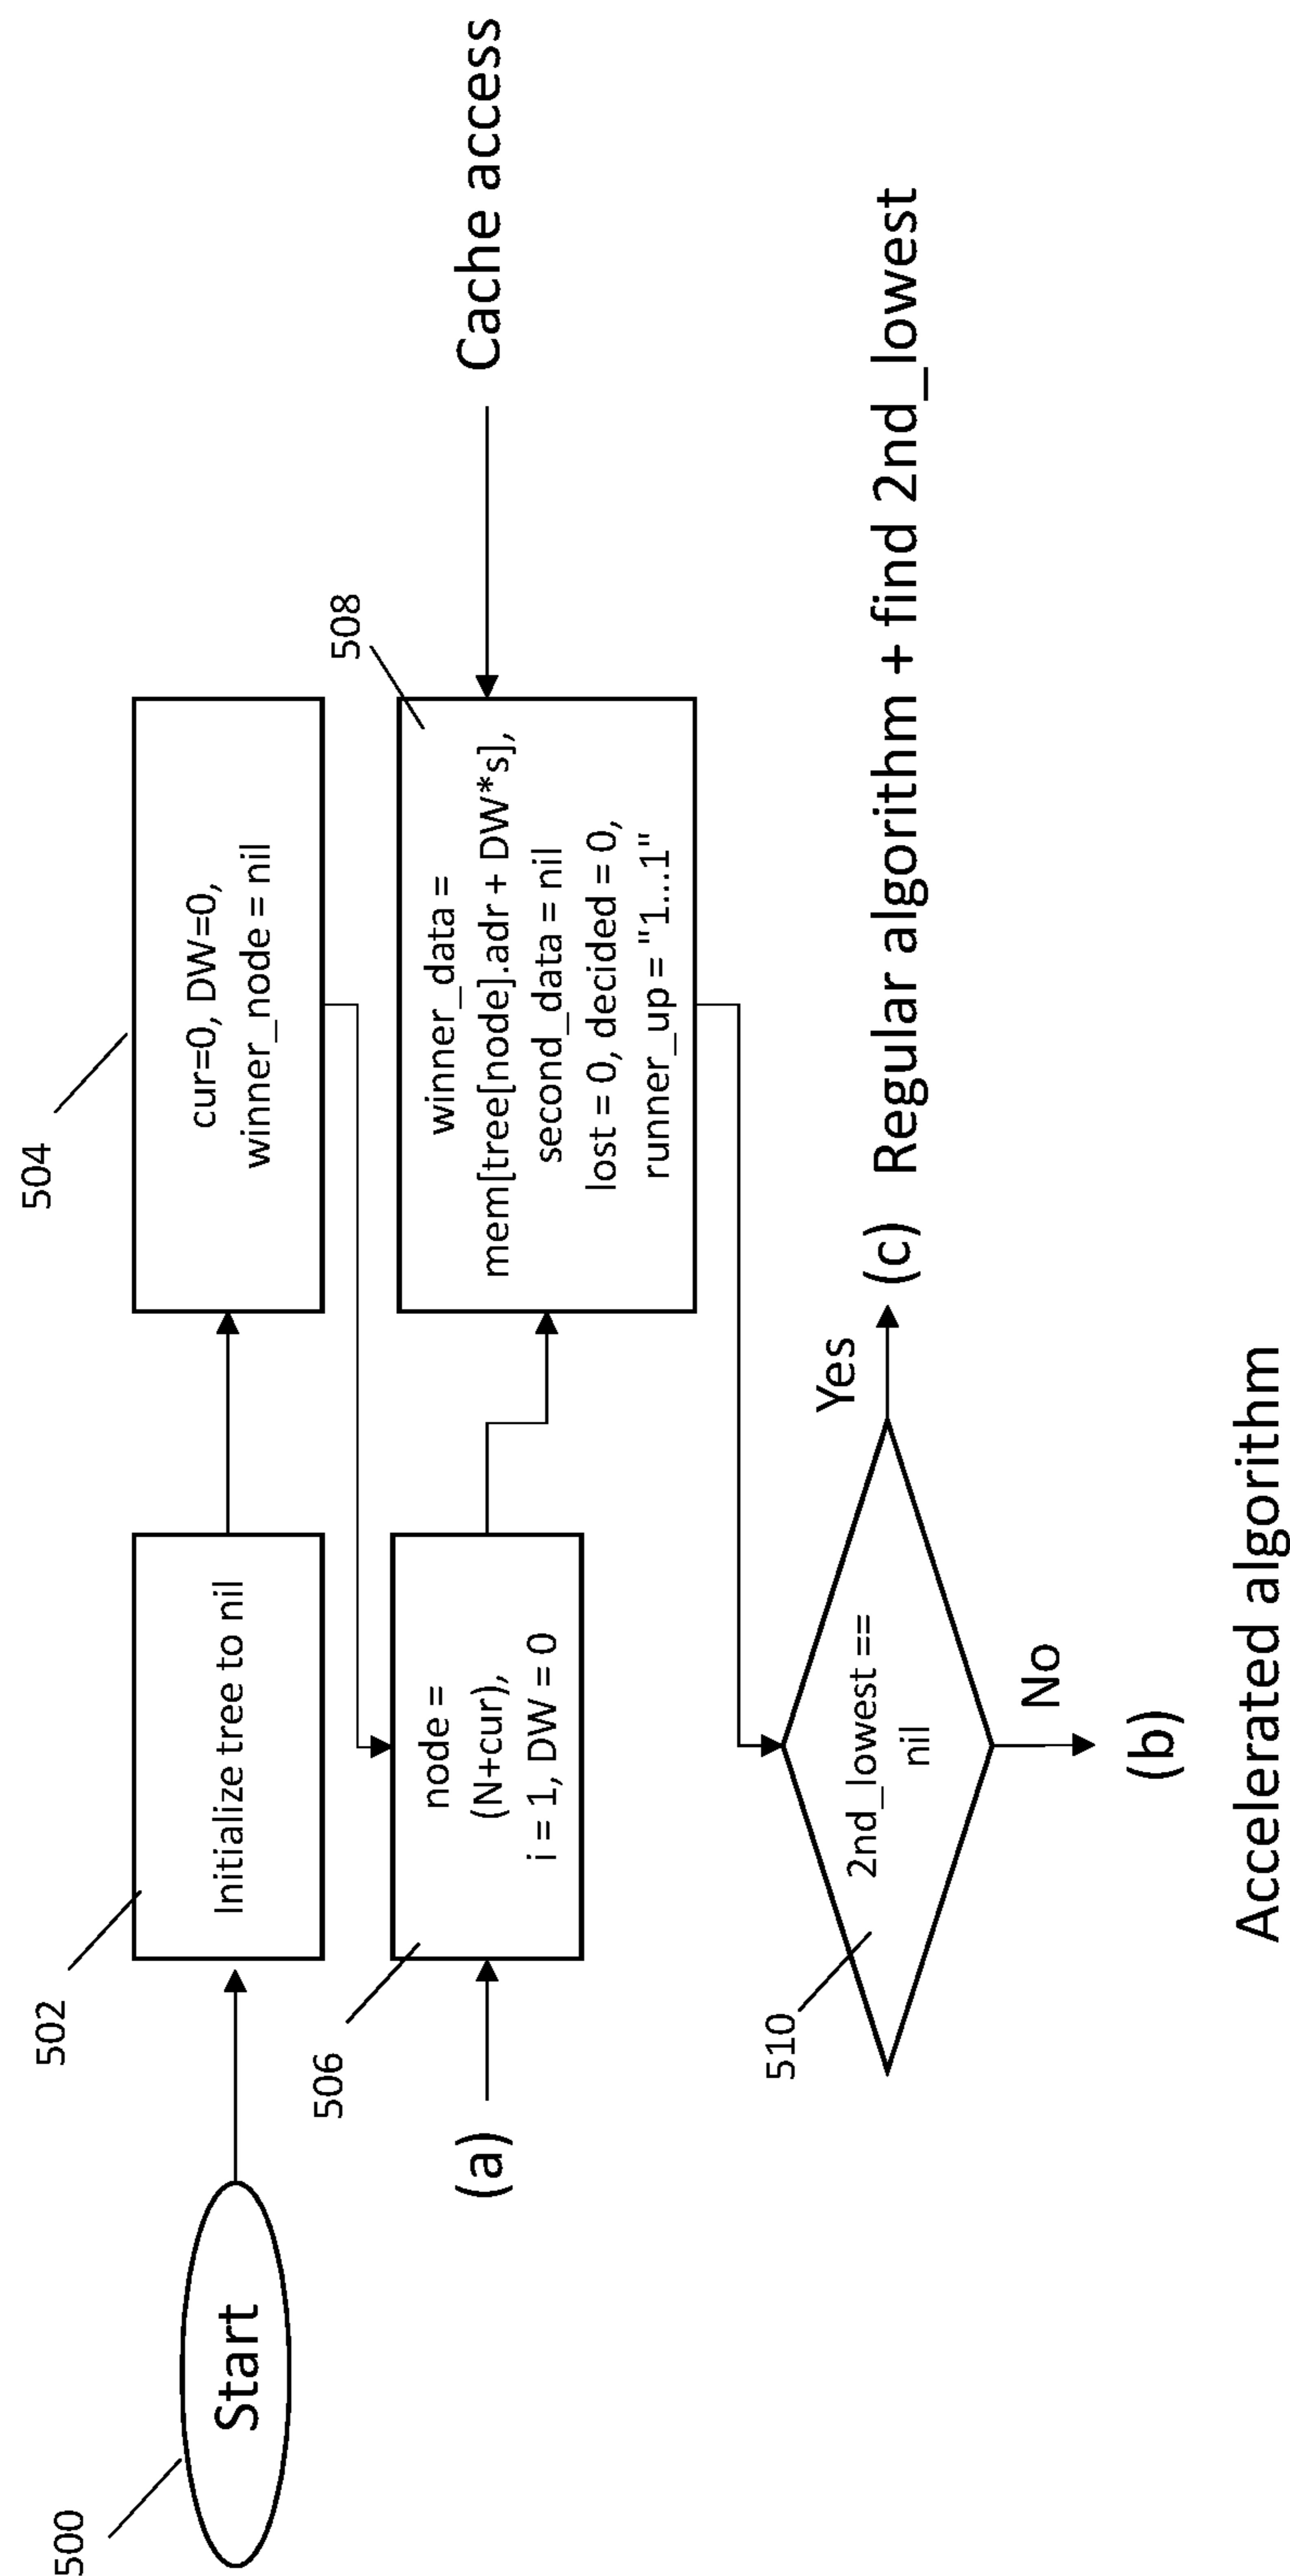 500
Start
502
Initialize tree to nil
504
cur=0, DW=0,
winner_node = nil
(a)
506
node =
(N+cur),
i = 1, DW = 0
508
winner_data =
mem[tree[node].adr + DW*s],
second_data = nil
lost = 0, decided = 0,
runner_up = "1...1"
Cache access
510
2nd_lowest ==
nil
Yes
(c) Regular algorithm + find 2nd_lowest
No
(b)
Accelerated algorithm